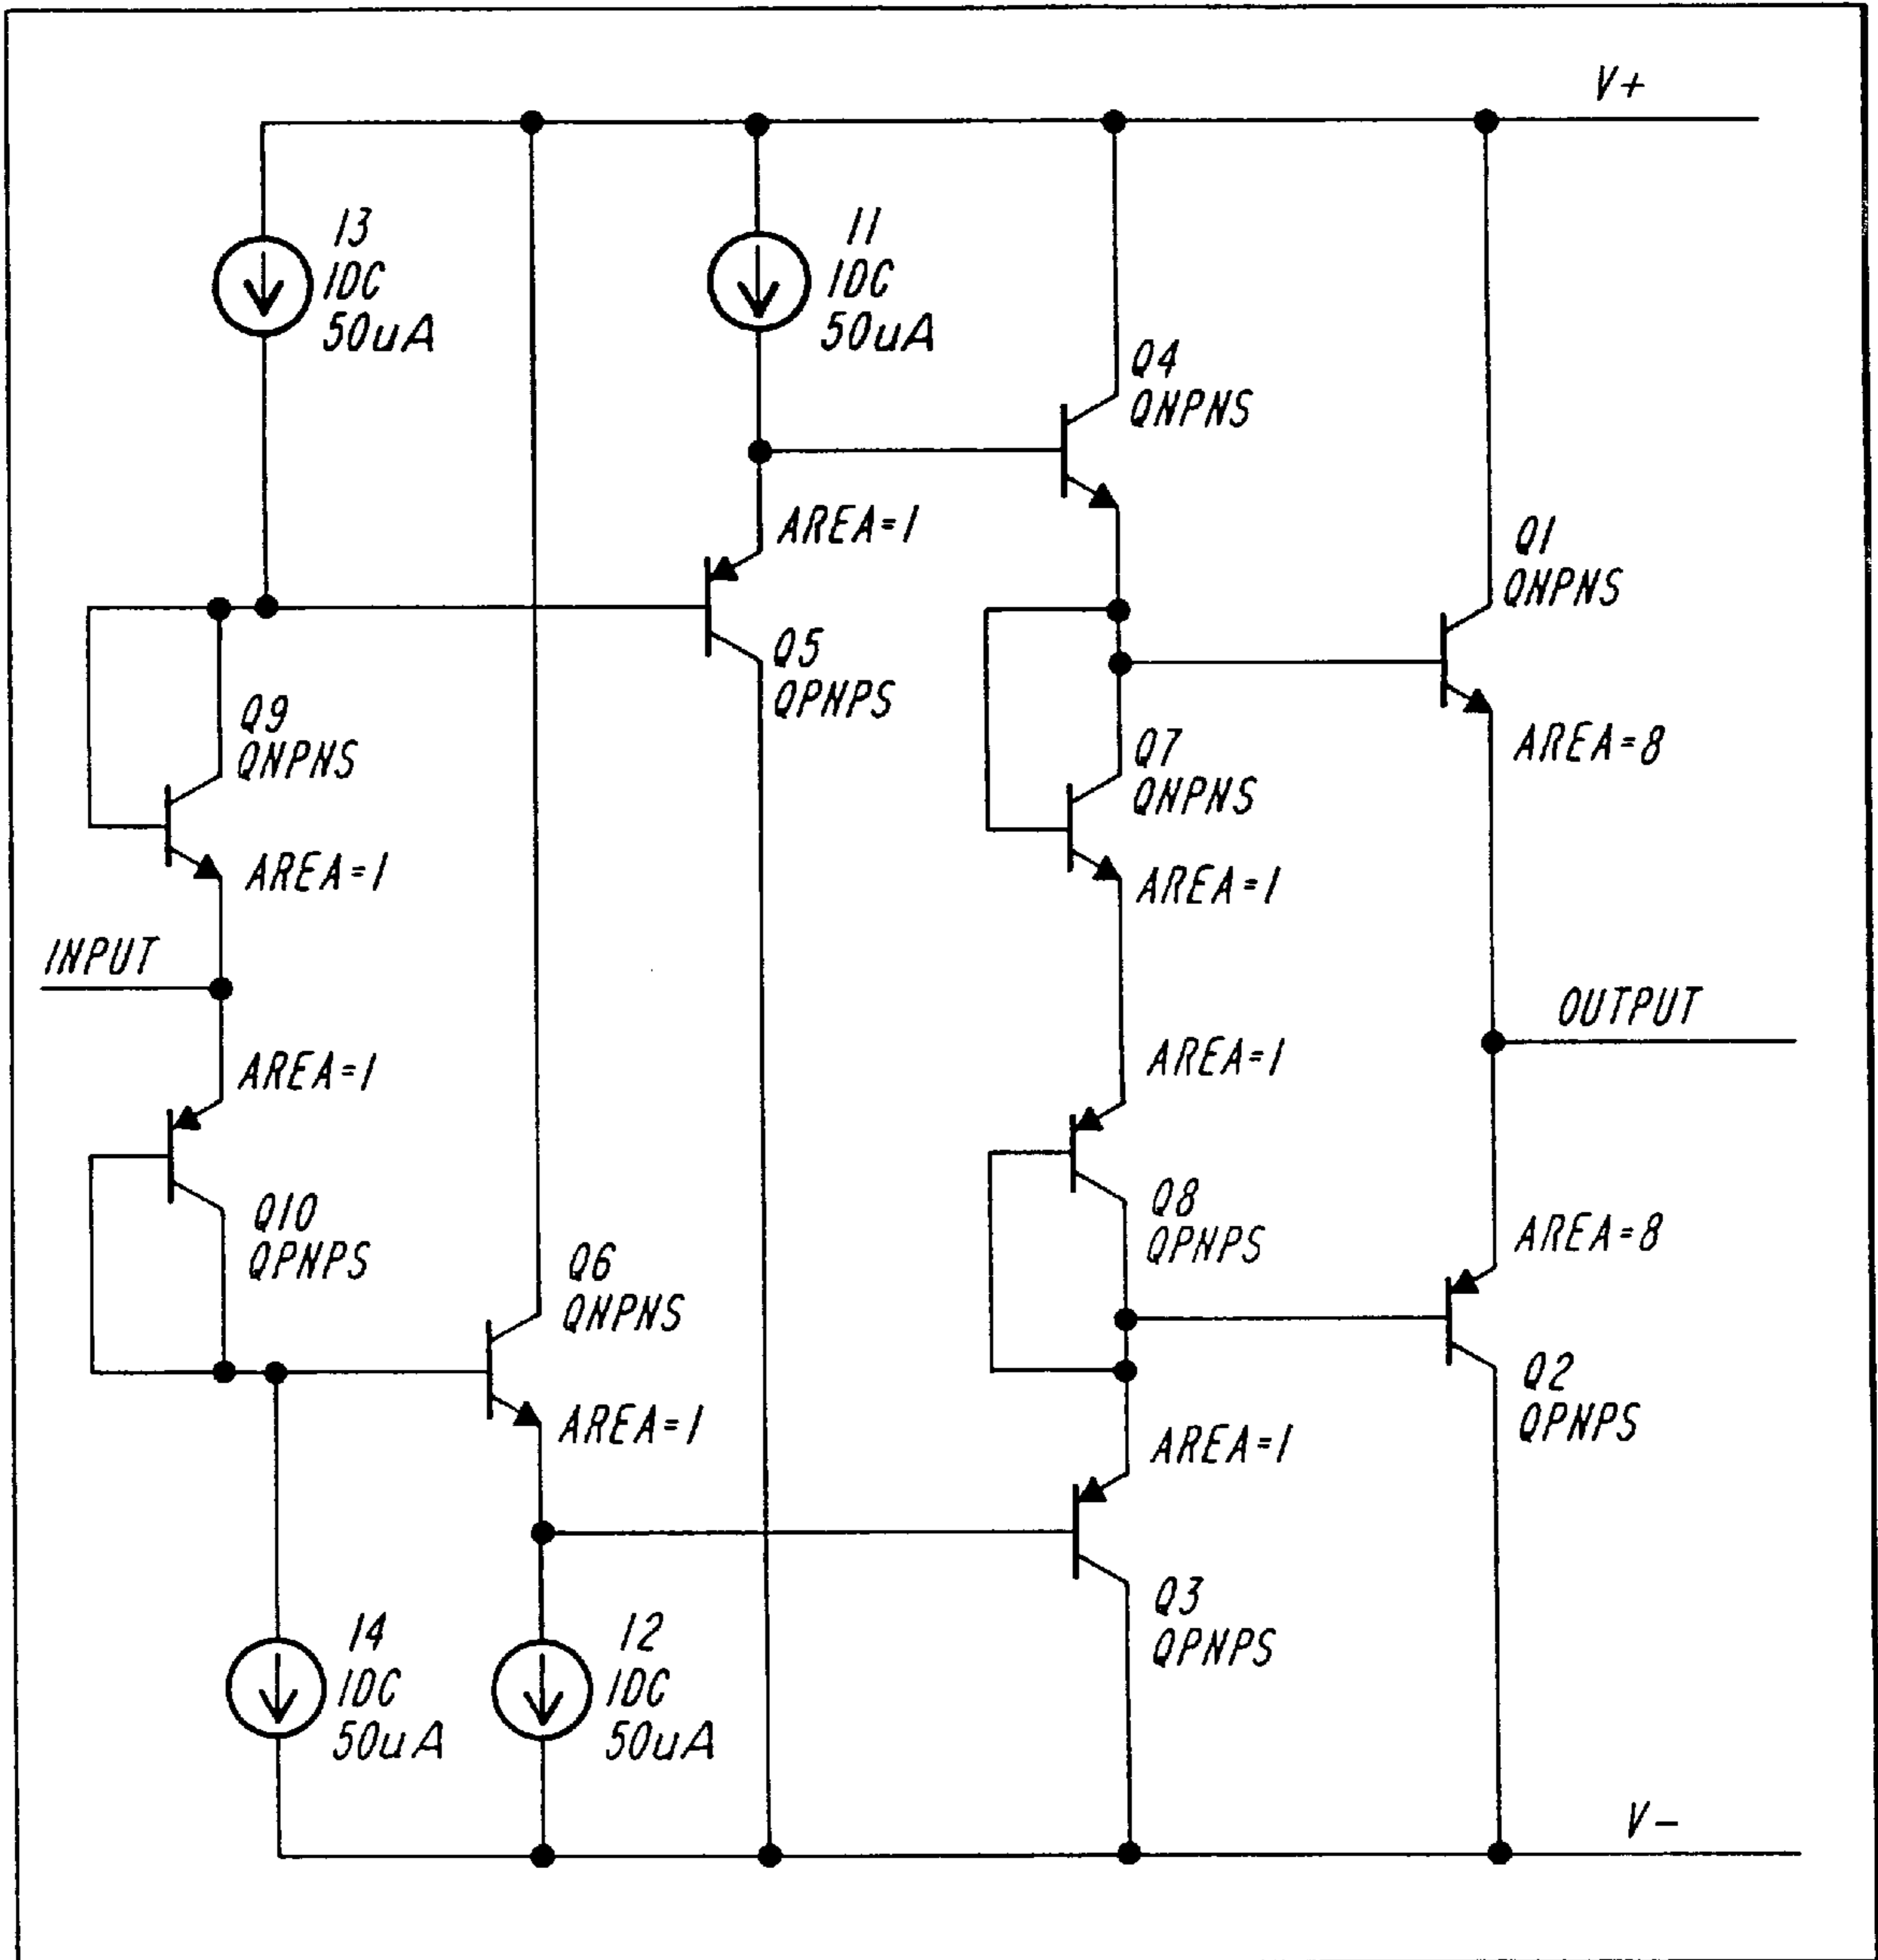 V+
I3
IDC
50uA
I1
IDC
50uA
Q4
QNPNS
AREA=1
Q1
QNPNS
Q5
QPNPS
Q9
QNPNS
AREA=8
Q7
QNPNS
AREA=1
AREA=1
INPUT
OUTPUT
AREA=1
AREA=1
Q10
QPNPS
Q8
QPNPS
AREA=8
Q6
QNPNS
Q2
QPNPS
AREA=1
AREA=1
Q3
QPNPS
I4
IDC
50uA
I2
IDC
50uA
V-